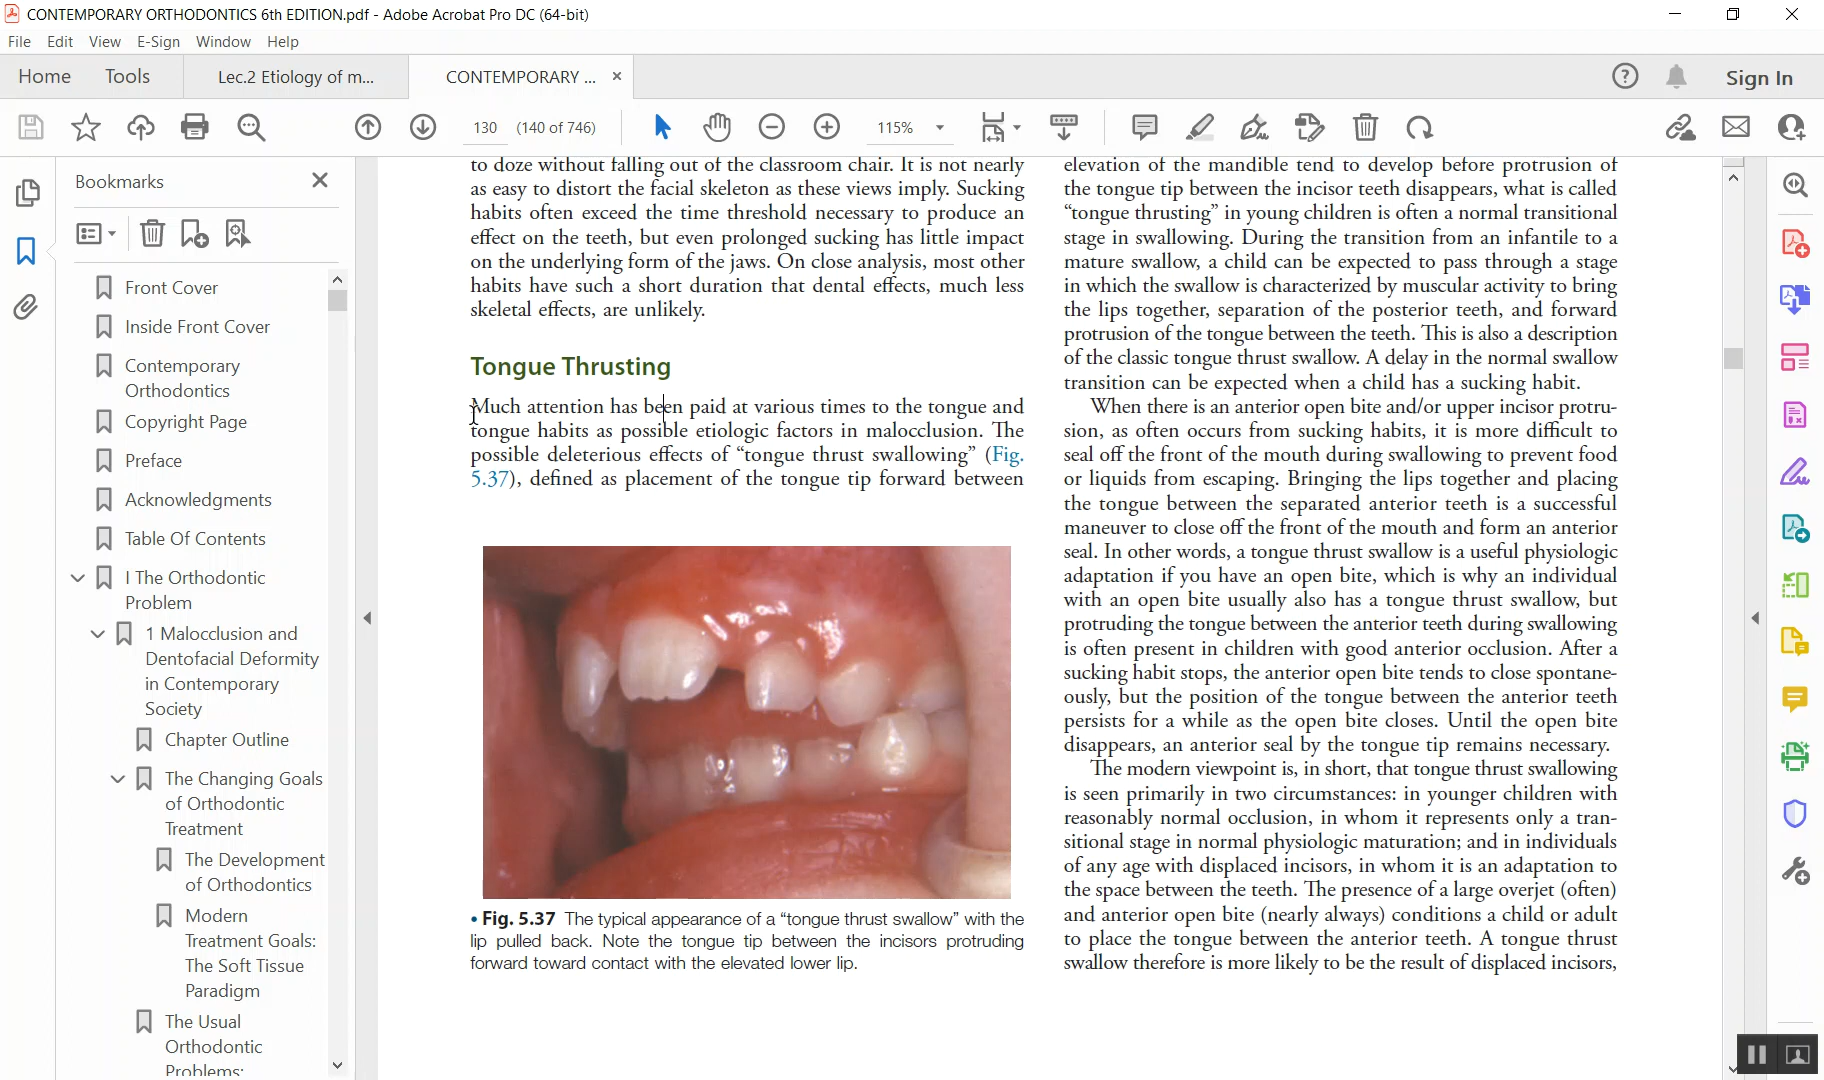 CONTEMPORARY ORTHODONTICS 6th EDITION.pdf - Adobe Acrobat Pro DC (64-bit)
File Edit View E-Sign Window Help
Home Tools Lec.2 Etiology of m... CONTEMPORARY ... × Sign In
130 (140 of 746) 115%
Bookmarks
Front Cover
Inside Front Cover
Contemporary
Orthodontics
Copyright Page
Preface
Acknowledgments
Table Of Contents
I The Orthodontic
Problem
1 Malocclusion and
Dentofacial Deformity
in Contemporary
Society
Chapter Outline
The Changing Goals
of Orthodontic
Treatment
The Development
of Orthodontics
Modern
Treatment Goals:
The Soft Tissue
Paradigm
The Usual
Orthodontic
Problems:
to doze without falling out of the classroom chair. It is not nearly
as easy to distort the facial skeleton as these views imply. Sucking
habits often exceed the time threshold necessary to produce an
effect on the teeth, but even prolonged sucking has little impact
on the underlying form of the jaws. On close analysis, most other
habits have such a short duration that dental effects, much less
skeletal effects, are unlikely.
Tongue Thrusting
Much attention has been paid at various times to the tongue and
tongue habits as possible etiologic factors in malocclusion. The
possible deleterious effects of “tongue thrust swallowing” (Fig.
5.37), defined as placement of the tongue tip forward between
• Fig. 5.37 The typical appearance of a “tongue thrust swallow” with the
lip pulled back. Note the tongue tip between the incisors protruding
forward toward contact with the elevated lower lip.
elevation of the mandible tend to develop before protrusion of
the tongue tip between the incisor teeth disappears, what is called
“tongue thrusting” in young children is often a normal transitional
stage in swallowing. During the transition from an infantile to a
mature swallow, a child can be expected to pass through a stage
in which the swallow is characterized by muscular activity to bring
the lips together, separation of the posterior teeth, and forward
protrusion of the tongue between the teeth. This is also a description
of the classic tongue thrust swallow. A delay in the normal swallow
transition can be expected when a child has a sucking habit.
When there is an anterior open bite and/or upper incisor protru-
sion, as often occurs from sucking habits, it is more difficult to
seal off the front of the mouth during swallowing to prevent food
or liquids from escaping. Bringing the lips together and placing
the tongue between the separated anterior teeth is a successful
maneuver to close off the front of the mouth and form an anterior
seal. In other words, a tongue thrust swallow is a useful physiologic
adaptation if you have an open bite, which is why an individual
with an open bite usually also has a tongue thrust swallow, but
protruding the tongue between the anterior teeth during swallowing
is often present in children with good anterior occlusion. After a
sucking habit stops, the anterior open bite tends to close spontane-
ously, but the position of the tongue between the anterior teeth
persists for a while as the open bite closes. Until the open bite
disappears, an anterior seal by the tongue tip remains necessary.
The modern viewpoint is, in short, that tongue thrust swallowing
is seen primarily in two circumstances: in younger children with
reasonably normal occlusion, in whom it represents only a tran-
sitional stage in normal physiologic maturation; and in individuals
of any age with displaced incisors, in whom it is an adaptation to
the space between the teeth. The presence of a large overjet (often)
and anterior open bite (nearly always) conditions a child or adult
to place the tongue between the anterior teeth. A tongue thrust
swallow therefore is more likely to be the result of displaced incisors,